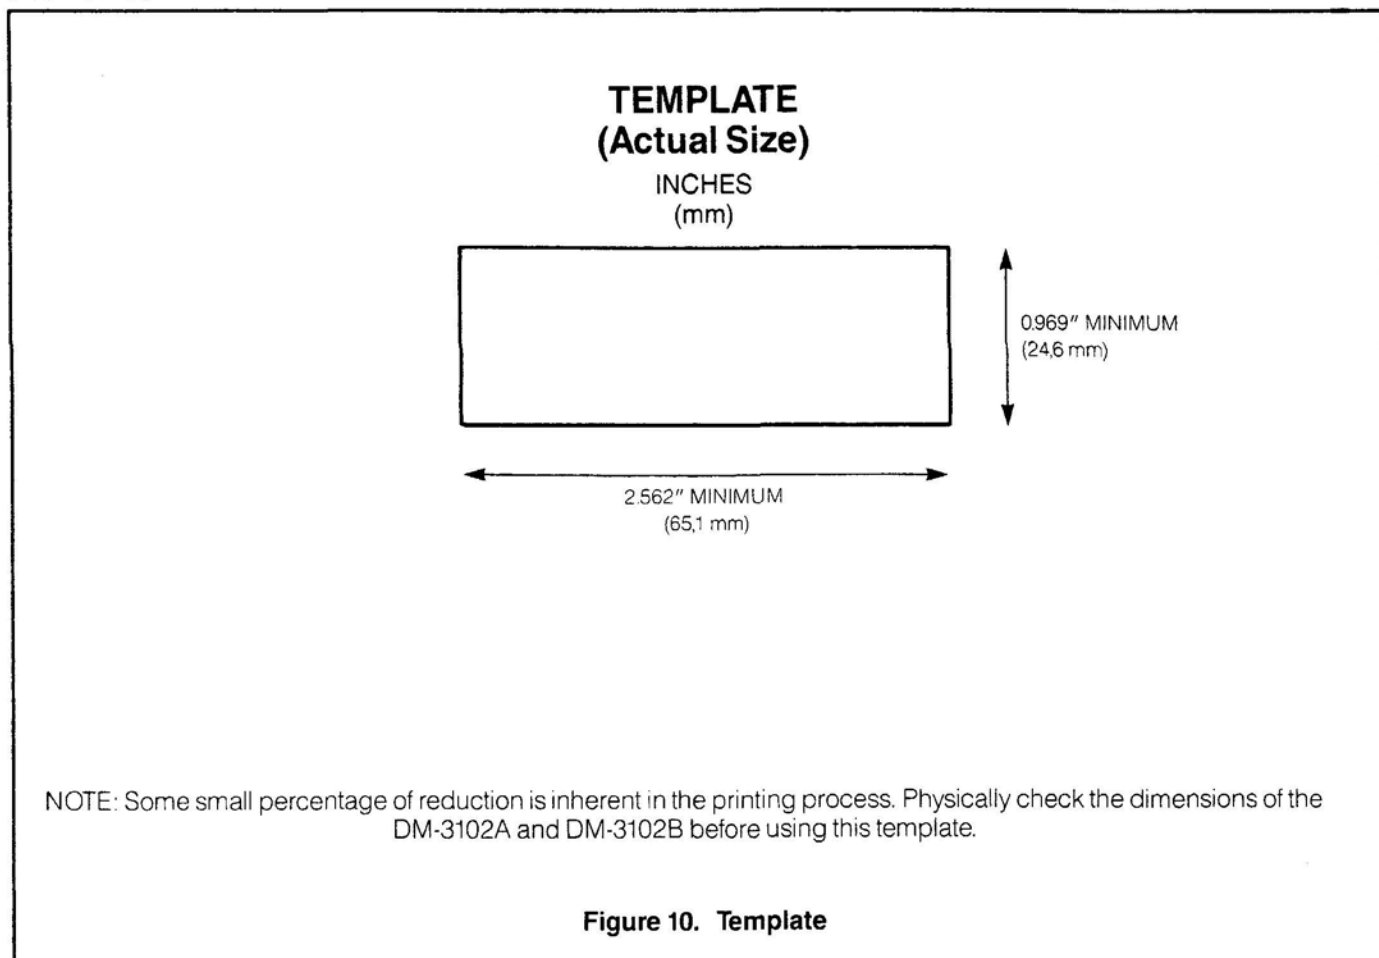 TEMPLATE
(Actual Size)
INCHES
(mm)
0.969" MINIMUM
(24,6 mm)
2.562" MINIMUM
(65,1 mm)
NOTE: Some small percentage of reduction is inherent in the printing process. Physically check the dimensions of the
DM-3102A and DM-3102B before using this template.
Figure 10. Template